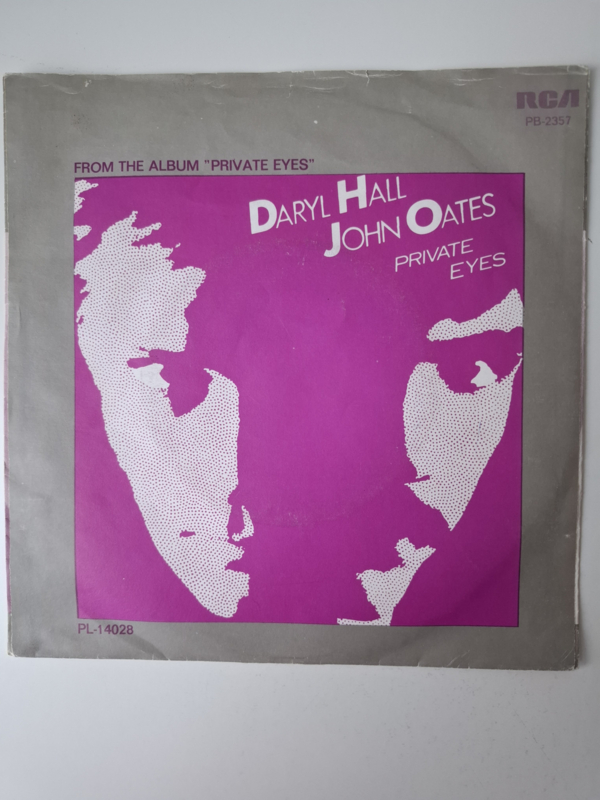 RCA
PB-2357
FROM THE ALBUM "PRIVATE EYES"
DARYL HALL
JOHN OATES
PRIVATE
EYES
PL-14028